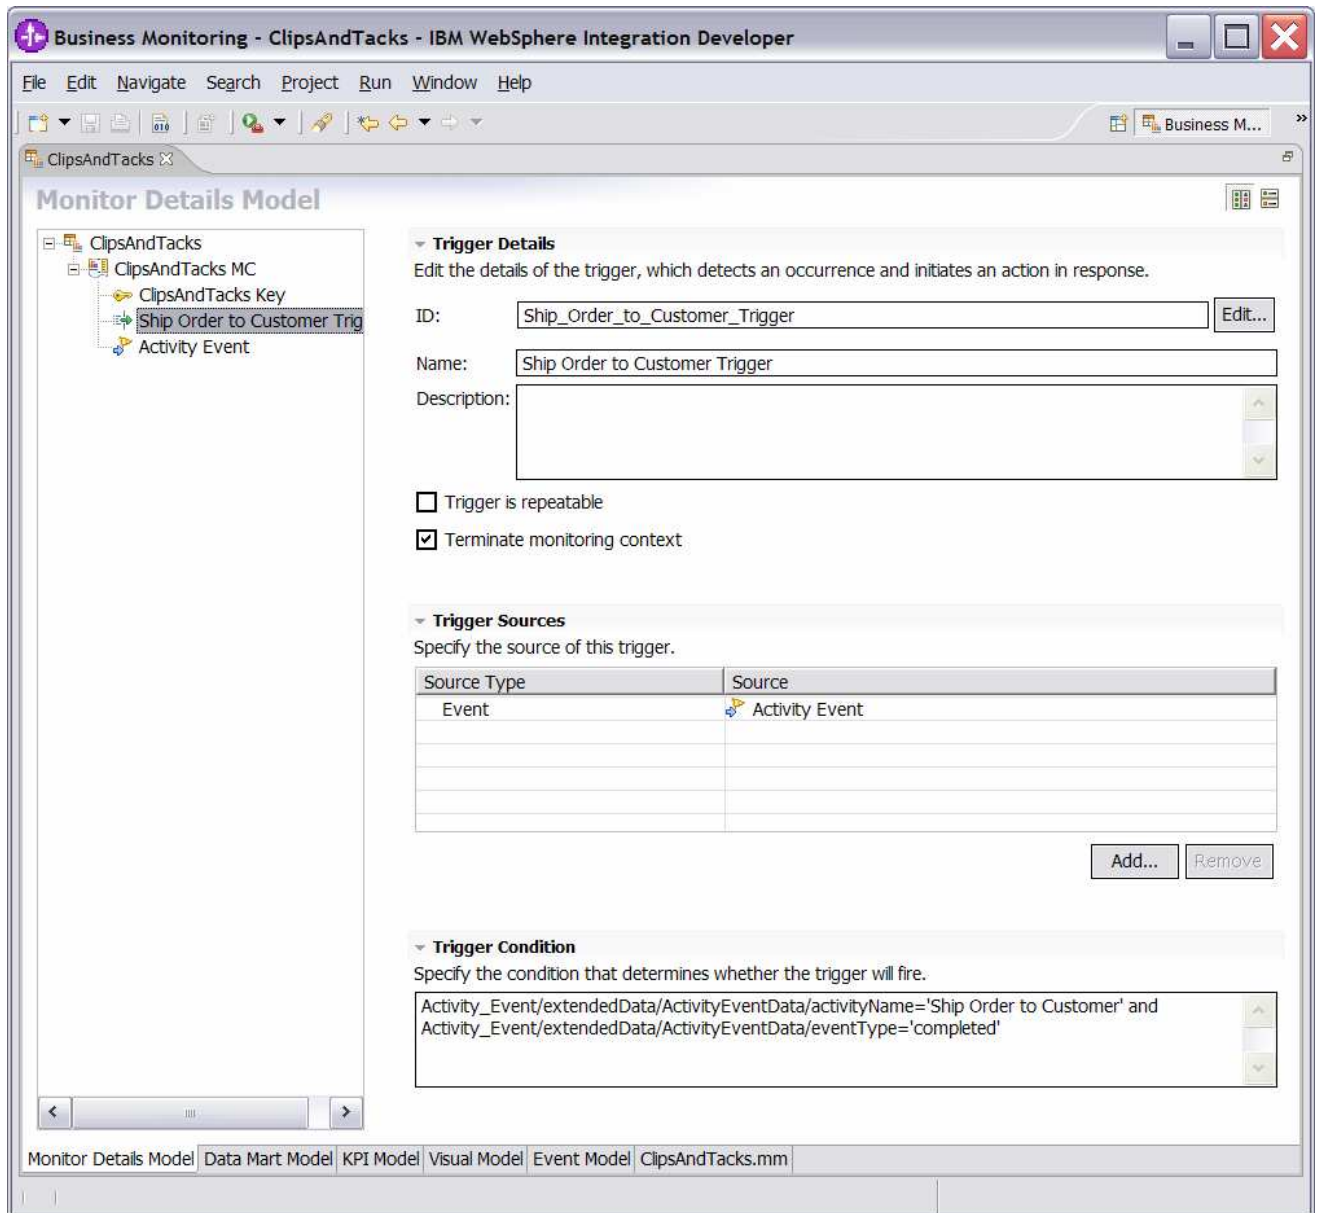 Business Monitoring - ClipsAndTacks - IBM WebSphere Integration Developer
File Edit Navigate Search Project Run Window Help
Business M...
ClipsAndTacks
Monitor Details Model
ClipsAndTacks
ClipsAndTacks MC
ClipsAndTacks Key
Ship Order to Customer Trig
Activity Event
Trigger Details
Edit the details of the trigger, which detects an occurrence and initiates an action in response.
ID: Ship_Order_to_Customer_Trigger Edit...
Name: Ship Order to Customer Trigger
Description:
Trigger is repeatable
Terminate monitoring context
Trigger Sources
Specify the source of this trigger.
Source Type Source
Event Activity Event
Add... Remove
Trigger Condition
Specify the condition that determines whether the trigger will fire.
Activity_Event/extendedData/ActivityEventData/activityName='Ship Order to Customer' and
Activity_Event/extendedData/ActivityEventData/eventType='completed'
Monitor Details Model Data Mart Model KPI Model Visual Model Event Model ClipsAndTacks.mm